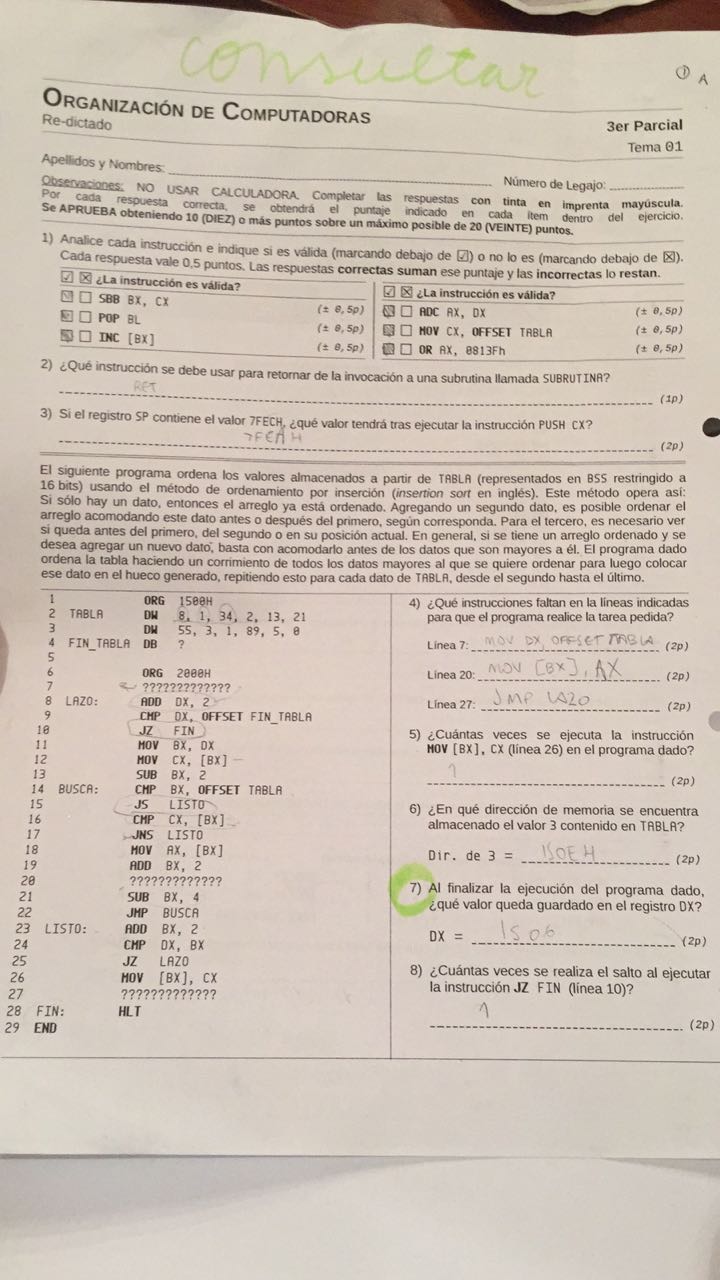 consultar
① A
ORGANIZACIÓN DE COMPUTADORAS
Re-dictado
3er Parcial
Tema 01
Apellidos y Nombres:
Número de Legajo:
Observaciones: NO USAR CALCULADORA. Completar las respuestas con tinta en imprenta mayúscula.
Por cada respuesta correcta, se obtendrá el puntaje indicado en cada ítem dentro del ejercicio.
Se APRUEBA obteniendo 10 (DIEZ) o más puntos sobre un máximo posible de 20 (VEINTE) puntos.
1) Analice cada instrucción e indique si es válida (marcando debajo de ☑) o no lo es (marcando debajo de ☒).
Cada respuesta vale 0,5 puntos. Las respuestas correctas suman ese puntaje y las incorrectas lo restan.
☑ ☒ ¿La instrucción es válida?
SBB BX, CX (± 0,5p)
POP BL (± 0,5p)
INC [BX] (± 0,5p)
☑ ☒ ¿La instrucción es válida?
ADC AX, DX (± 0,5p)
MOV CX, OFFSET TABLA (± 0,5p)
OR AX, 0813Fh (± 0,5p)
2) ¿Qué instrucción se debe usar para retornar de la invocación a una subrutina llamada SUBRUTINA?
RET (1p)
3) Si el registro SP contiene el valor 7FECH, ¿qué valor tendrá tras ejecutar la instrucción PUSH CX?
7FEAH (2p)
El siguiente programa ordena los valores almacenados a partir de TABLA (representados en BSS restringido a
16 bits) usando el método de ordenamiento por inserción (insertion sort en inglés). Este método opera así:
Si sólo hay un dato, entonces el arreglo ya está ordenado. Agregando un segundo dato, es posible ordenar el
arreglo acomodando este dato antes o después del primero, según corresponda. Para el tercero, es necesario ver
si queda antes del primero, del segundo o en su posición actual. En general, si se tiene un arreglo ordenado y se
desea agregar un nuevo dato, basta con acomodarlo antes de los datos que son mayores a él. El programa dado
ordena la tabla haciendo un corrimiento de todos los datos mayores al que se quiere ordenar para luego colocar
ese dato en el hueco generado, repitiendo esto para cada dato de TABLA, desde el segundo hasta el último.
1 ORG 1500H
2 TABLA DW 8, 1, 34, 2, 13, 21
3 DW 55, 3, 1, 89, 5, 0
4 FIN_TABLA DB ?
5
6 ORG 2000H
7 ?????????????
8 LAZO: ADD DX, 2
9 CMP DX, OFFSET FIN_TABLA
10 JZ FIN
11 MOV BX, DX
12 MOV CX, [BX]
13 SUB BX, 2
14 BUSCA: CMP BX, OFFSET TABLA
15 JS LISTO
16 CMP CX, [BX]
17 JNS LISTO
18 MOV AX, [BX]
19 ADD BX, 2
20 ?????????????
21 SUB BX, 4
22 JMP BUSCA
23 LISTO: ADD BX, 2
24 CMP DX, BX
25 JZ LAZO
26 MOV [BX], CX
27 ?????????????
28 FIN: HLT
29 END
4) ¿Qué instrucciones faltan en la líneas indicadas
para que el programa realice la tarea pedida?
Línea 7: MOV DX, OFFSET TABLA (2p)
Línea 20: MOV [BX], AX (2p)
Línea 27: JMP LAZO (2p)
5) ¿Cuántas veces se ejecuta la instrucción
MOV [BX], CX (línea 26) en el programa dado?
(2p)
6) ¿En qué dirección de memoria se encuentra
almacenado el valor 3 contenido en TABLA?
Dir. de 3 = 150EH (2p)
7) Al finalizar la ejecución del programa dado,
¿qué valor queda guardado en el registro DX?
DX = 1506 (2p)
8) ¿Cuántas veces se realiza el salto al ejecutar
la instrucción JZ FIN (línea 10)?
1 (2p)